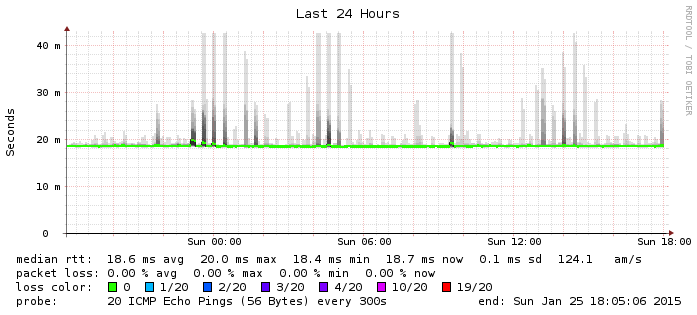 Last 24 Hours
RRDTOOL / TOBI OETIKER
Seconds
40 m
30 m
20 m
10 m
0
Sun 00:00 Sun 06:00 Sun 12:00 Sun 18:00
median rtt: 18.6 ms avg 20.0 ms max 18.4 ms min 18.7 ms now 0.1 ms sd 124.1 am/s
packet loss: 0.00 % avg 0.00 % max 0.00 % min 0.00 % now
loss color: 0 1/20 2/20 3/20 4/20 10/20 19/20
probe: 20 ICMP Echo Pings (56 Bytes) every 300s end: Sun Jan 25 18:05:06 2015